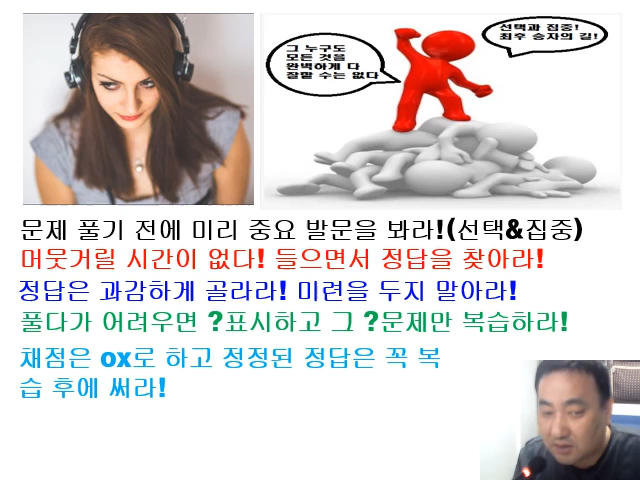 그 누구도
모든 것을
완벽하게 다
잘할 수는 없다
선택과 집중!
최후 승자의 길!
문제 풀기 전에 미리 중요 발문을 봐라!(선택&집중)
머뭇거릴 시간이 없다! 들으면서 정답을 찾아라!
정답은 과감하게 골라라! 미련을 두지 말아라!
풀다가 어려우면 ?표시하고 그 ?문제만 복습하라!
채점은 ox로 하고 정정된 정답은 꼭 복
습 후에 써라!